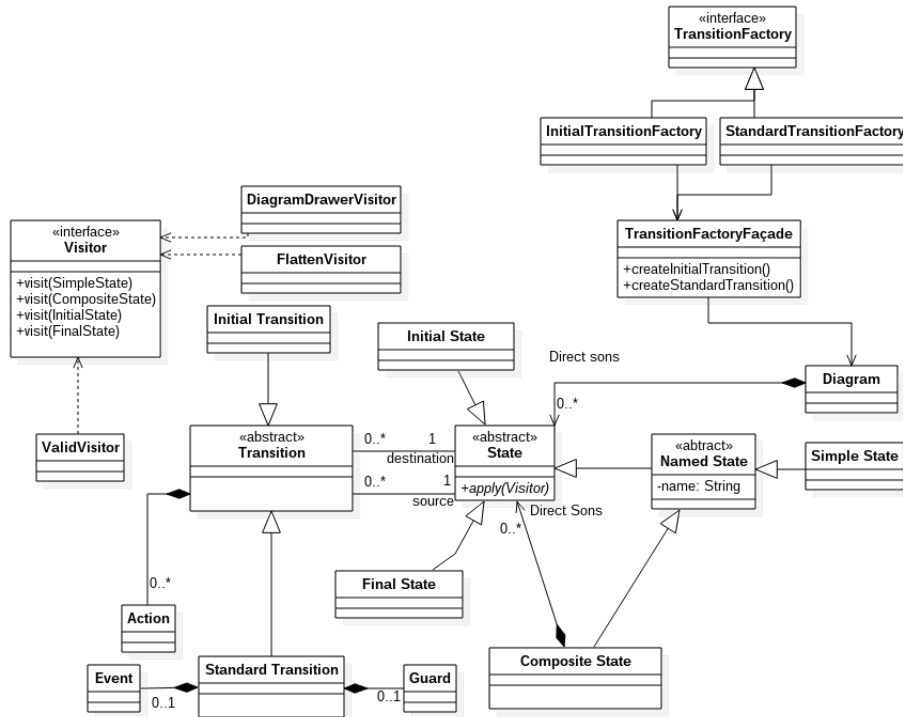 «interface»
TransitionFactory
InitialTransitionFactory
StandardTransitionFactory
DiagramDrawerVisitor
«interface»
Visitor
+visit(SimpleState)
+visit(CompositeState)
+visit(InitialState)
+visit(FinalState)
FlattenVisitor
TransitionFactoryFaçade
+createInitialTransition()
+createStandardTransition()
Initial Transition
Initial State
Direct sons
0..*
Diagram
ValidVisitor
«abstract»
Transition
0..*
1
destination
0..*
1
source
«abstract»
State
+apply(Visitor)
«abtract»
Named State
-name: String
Simple State
Direct Sons
0..*
Final State
0..*
Action
Event
0..1
Standard Transition
0..1
Guard
Composite State